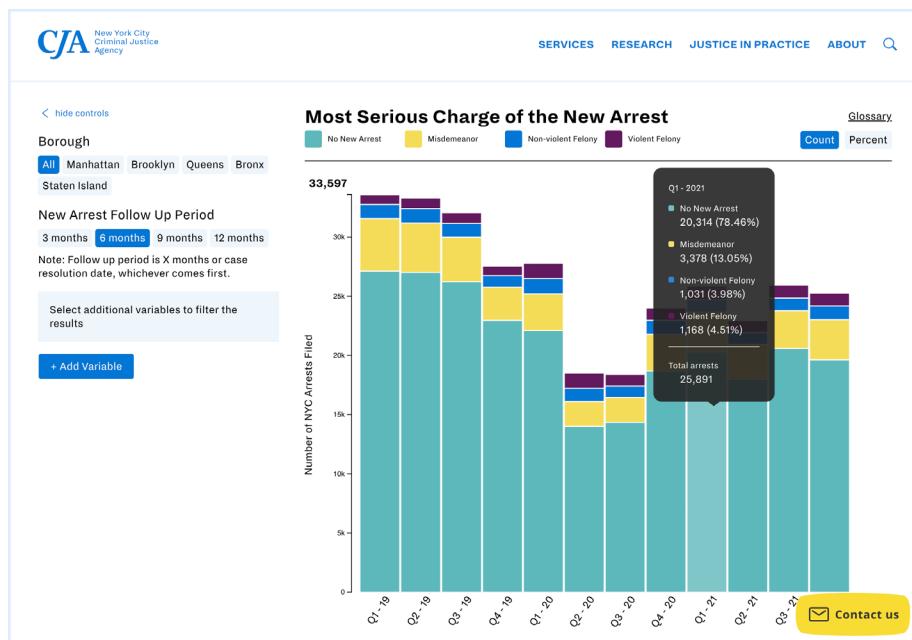 CJA
New York City
Criminal Justice
Agency
SERVICES RESEARCH JUSTICE IN PRACTICE ABOUT
hide controls
Borough
All Manhattan Brooklyn Queens Bronx
Staten Island
New Arrest Follow Up Period
3 months 6 months 9 months 12 months
Note: Follow up period is X months or case
resolution date, whichever comes first.
Select additional variables to filter the
results
+ Add Variable
Most Serious Charge of the New Arrest
Glossary
No New Arrest Misdemeanor Non-violent Felony Violent Felony
Count Percent
33,597
30k
25k
20k
15k
10k
5k
0
Number of NYC Arrests Filed
Q1 - 2021
No New Arrest
20,314 (78.46%)
Misdemeanor
3,378 (13.05%)
Non-violent Felony
1,031 (3.98%)
Violent Felony
1,168 (4.51%)
Total arrests
25,891
Q1 - 19
Q2 - 19
Q3 - 19
Q4 - 19
Q1 - 20
Q2 - 20
Q3 - 20
Q4 - 20
Q1 - 21
Q2 - 21
Q3 - 21
Contact us